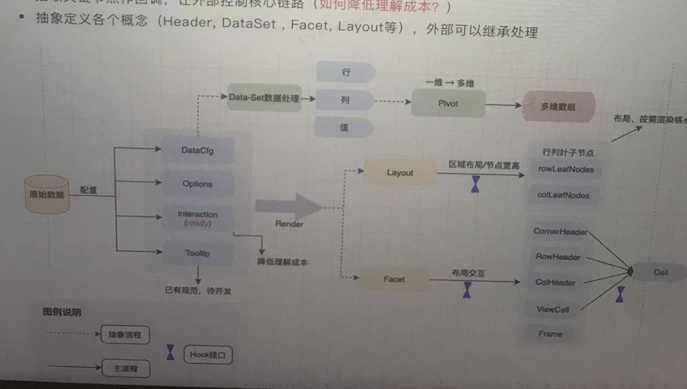 让外部控制核心链路（如何降低理解成本？）
• 抽象定义各个概念（Header, DataSet , Facet, Layout等），外部可以继承处理
行
一维 → 多维
Data-Set数据处理
列
Pivot
多维数组
值
布局、按需渲染核心
DataCfg
行列叶子节点
区域布局/节点宽高
Layout
rowLeafNodes
原始数据
配置
Options
colLeafNodes
Interaction
(ready)
Render
CornerHeader
Tooltip
降低理解成本
RowHeader
布局交互
Facet
ColHeader
Cell
已有规范，待开发
ViewCell
图例说明
Frame
抽象流程
Hook接口
主流程